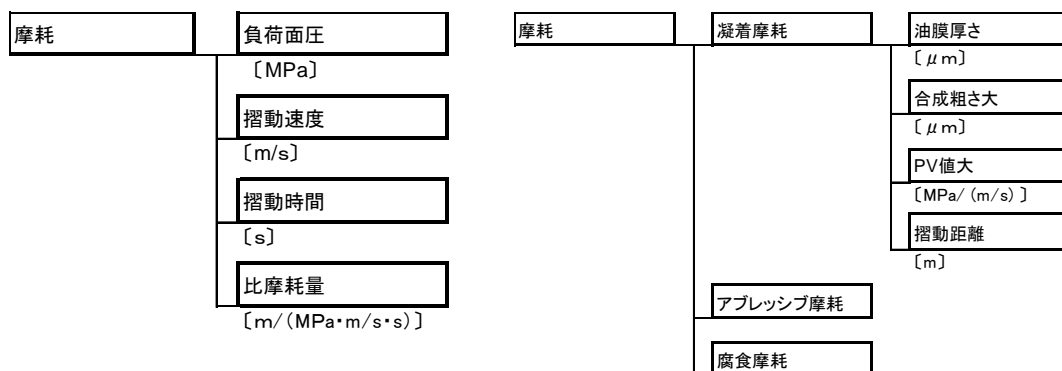 摩耗
負荷面圧
〔MPa〕
摺動速度
〔m/s〕
摺動時間
〔s〕
比摩耗量
〔m/(MPa・m/s・s)〕
摩耗
凝着摩耗
油膜厚さ
〔μm〕
合成粗さ大
〔μm〕
PV値大
〔MPa/(m/s)〕
摺動距離
〔m〕
アブレッシブ摩耗
腐食摩耗